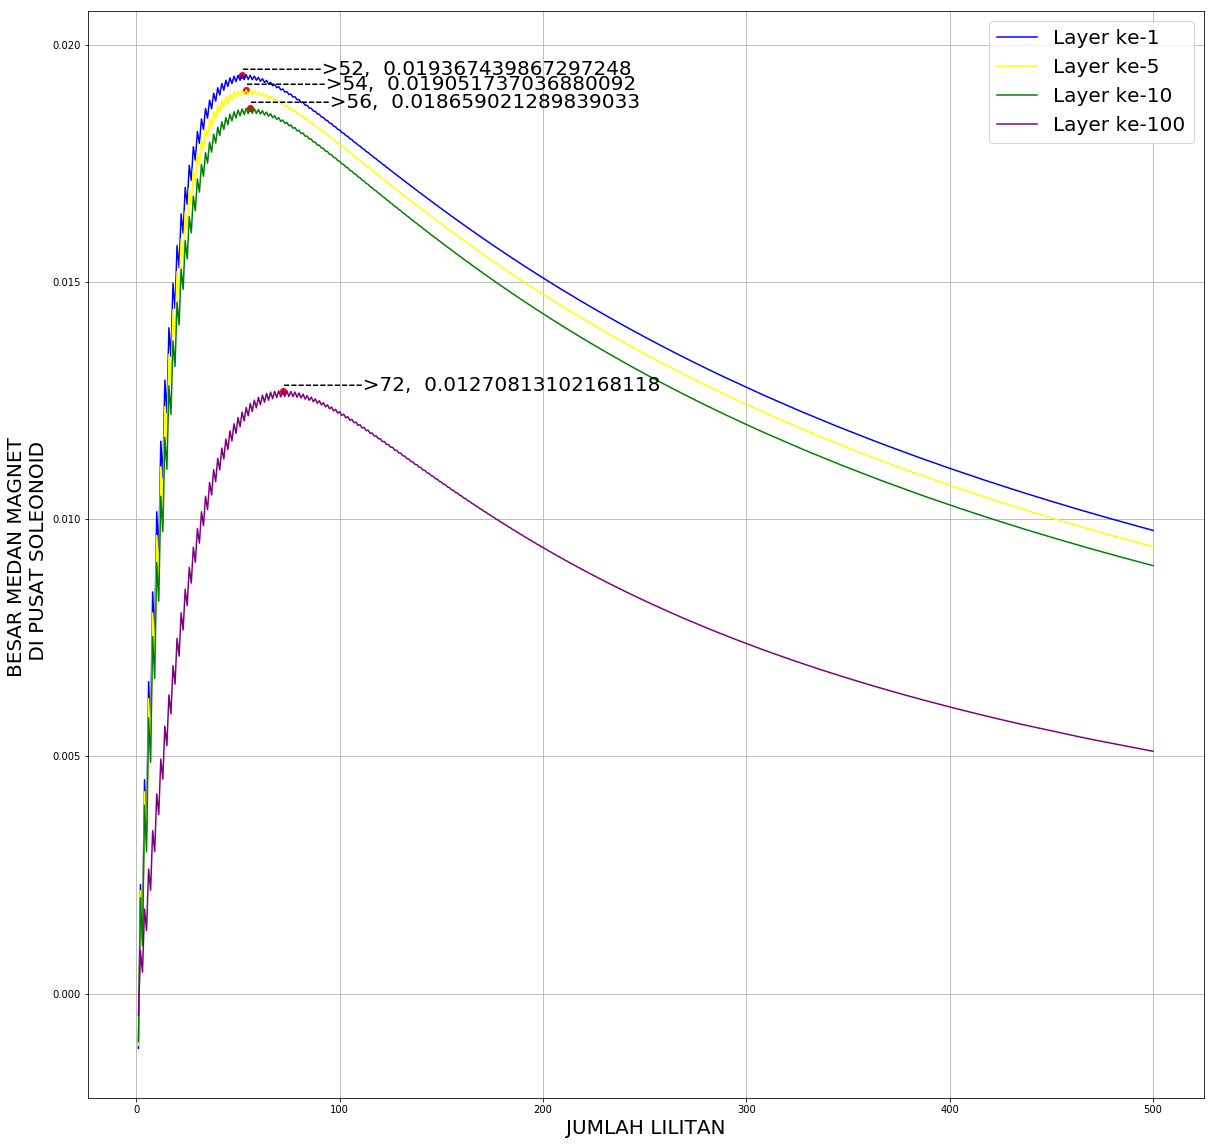 Layer ke-1
Layer ke-5
Layer ke-10
Layer ke-100
---------->52,  0.019367439867297248
---------->54,  0.019051737036880092
---------->56,  0.018659021289839033
---------->72,  0.01270813102168118
0.020
0.015
0.010
0.005
0.000
BESAR MEDAN MAGNET
DI PUSAT SOLEONOID
0
100
200
300
400
500
JUMLAH LILITAN